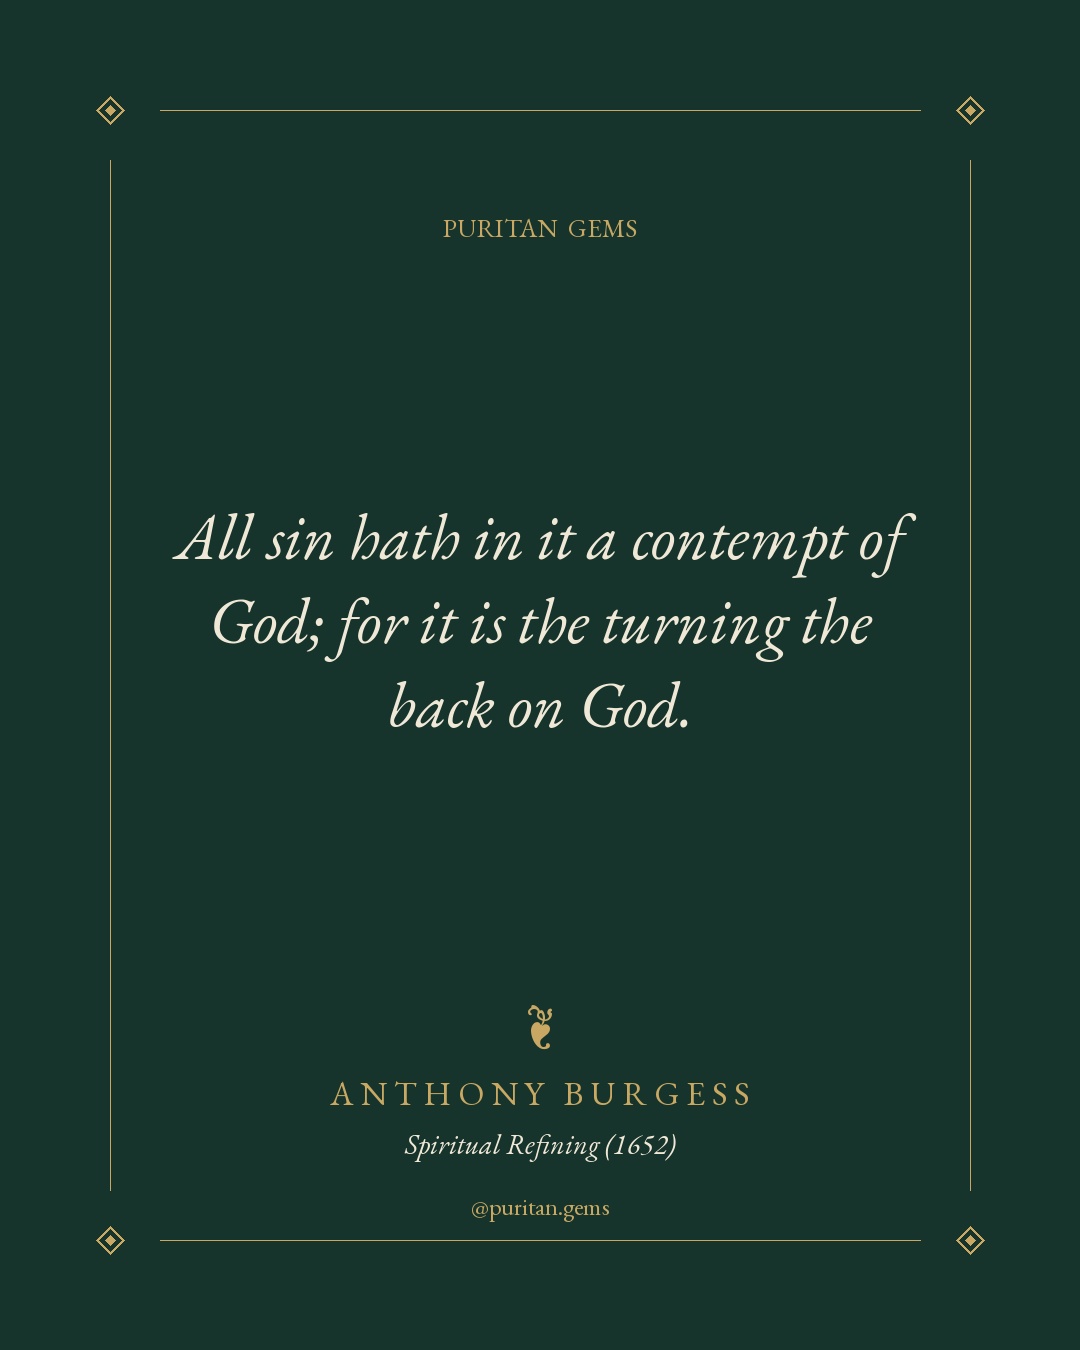 PURITAN GEMS
All sin hath in it a contempt of
God; for it is the turning the
back on God.
ANTHONY BURGESS
Spiritual Refining (1652)
@puritan.gems